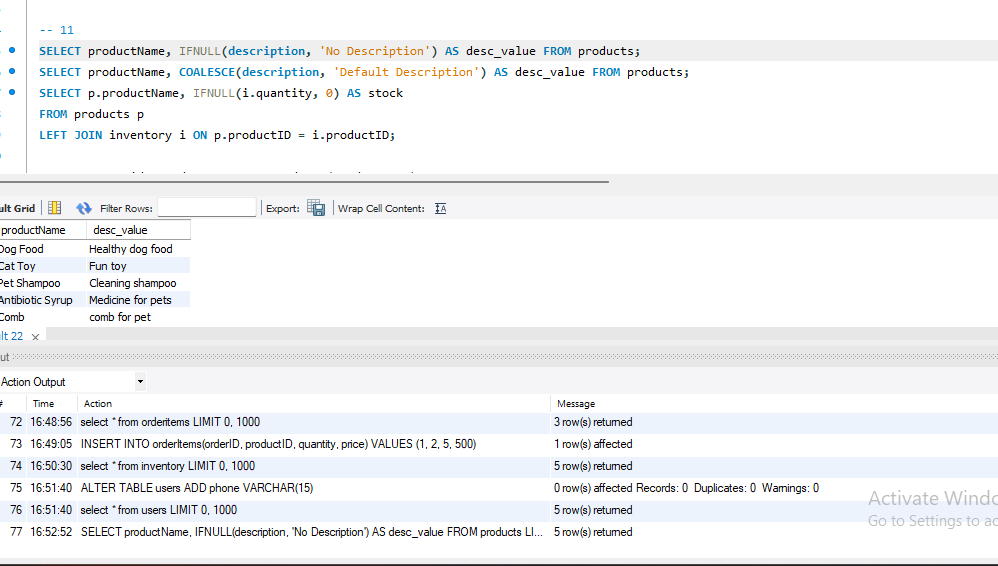 -- 11
SELECT productName, IFNULL(description, 'No Description') AS desc_value FROM products;
SELECT productName, COALESCE(description, 'Default Description') AS desc_value FROM products;
SELECT p.productName, IFNULL(i.quantity, 0) AS stock
FROM products p
LEFT JOIN inventory i ON p.productID = i.productID;
ult Grid Filter Rows: Export: Wrap Cell Content:
productName desc_value
Dog Food Healthy dog food
Cat Toy Fun toy
Pet Shampoo Cleaning shampoo
Antibiotic Syrup Medicine for pets
Comb comb for pet
lt 22
ut
Action Output
# Time Action Message
72 16:48:56 select * from orderitems LIMIT 0, 1000 3 row(s) returned
73 16:49:05 INSERT INTO orderItems(orderID, productID, quantity, price) VALUES (1, 2, 5, 500) 1 row(s) affected
74 16:50:30 select * from inventory LIMIT 0, 1000 5 row(s) returned
75 16:51:40 ALTER TABLE users ADD phone VARCHAR(15) 0 row(s) affected Records: 0 Duplicates: 0 Warnings: 0
76 16:51:40 select * from users LIMIT 0, 1000 5 row(s) returned
77 16:52:52 SELECT productName, IFNULL(description, 'No Description') AS desc_value FROM products LI... 5 row(s) returned
Activate Windo
Go to Settings to ac